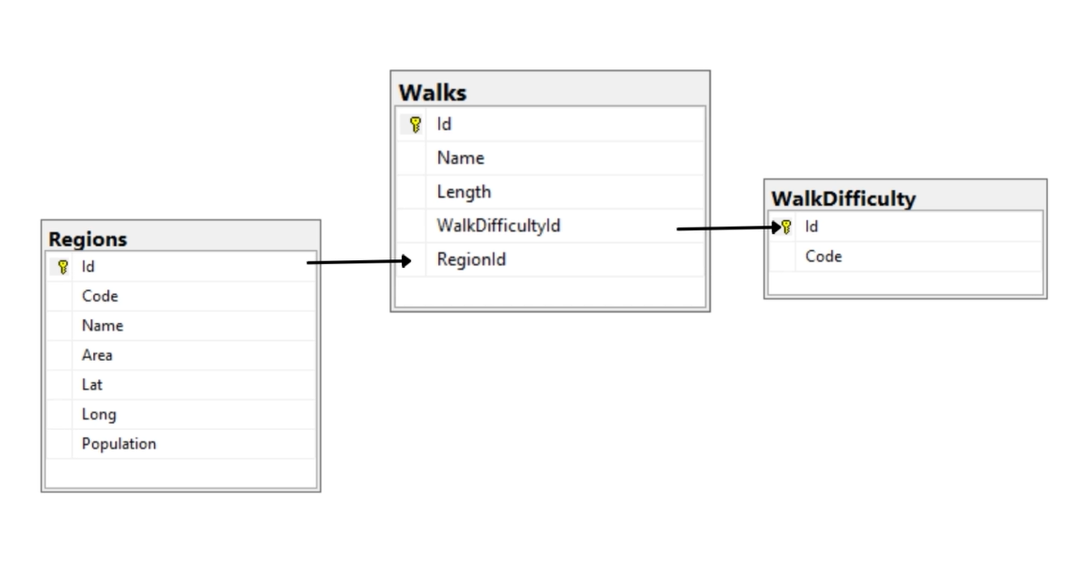 Regions
Id
Code
Name
Area
Lat
Long
Population
Walks
Id
Name
Length
WalkDifficultyId
RegionId
WalkDifficulty
Id
Code